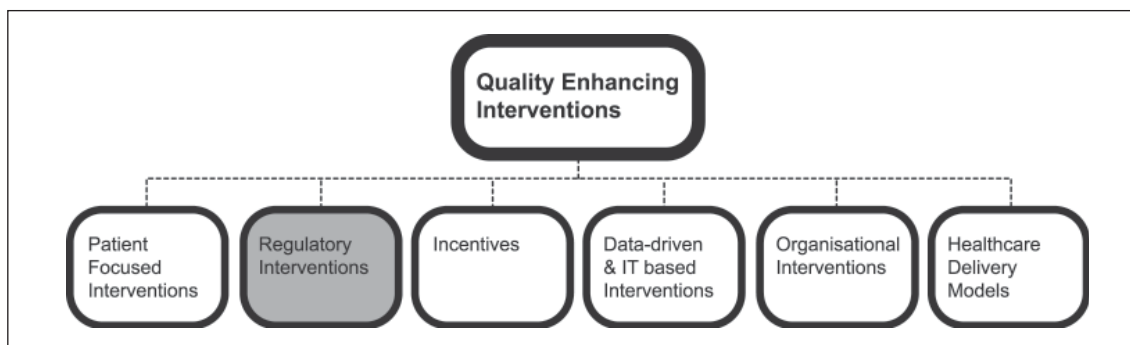 Quality Enhancing
Interventions
Patient
Focused
Interventions
Regulatory
Interventions
Incentives
Data-driven
& IT based
Interventions
Organisational
Interventions
Healthcare
Delivery
Models